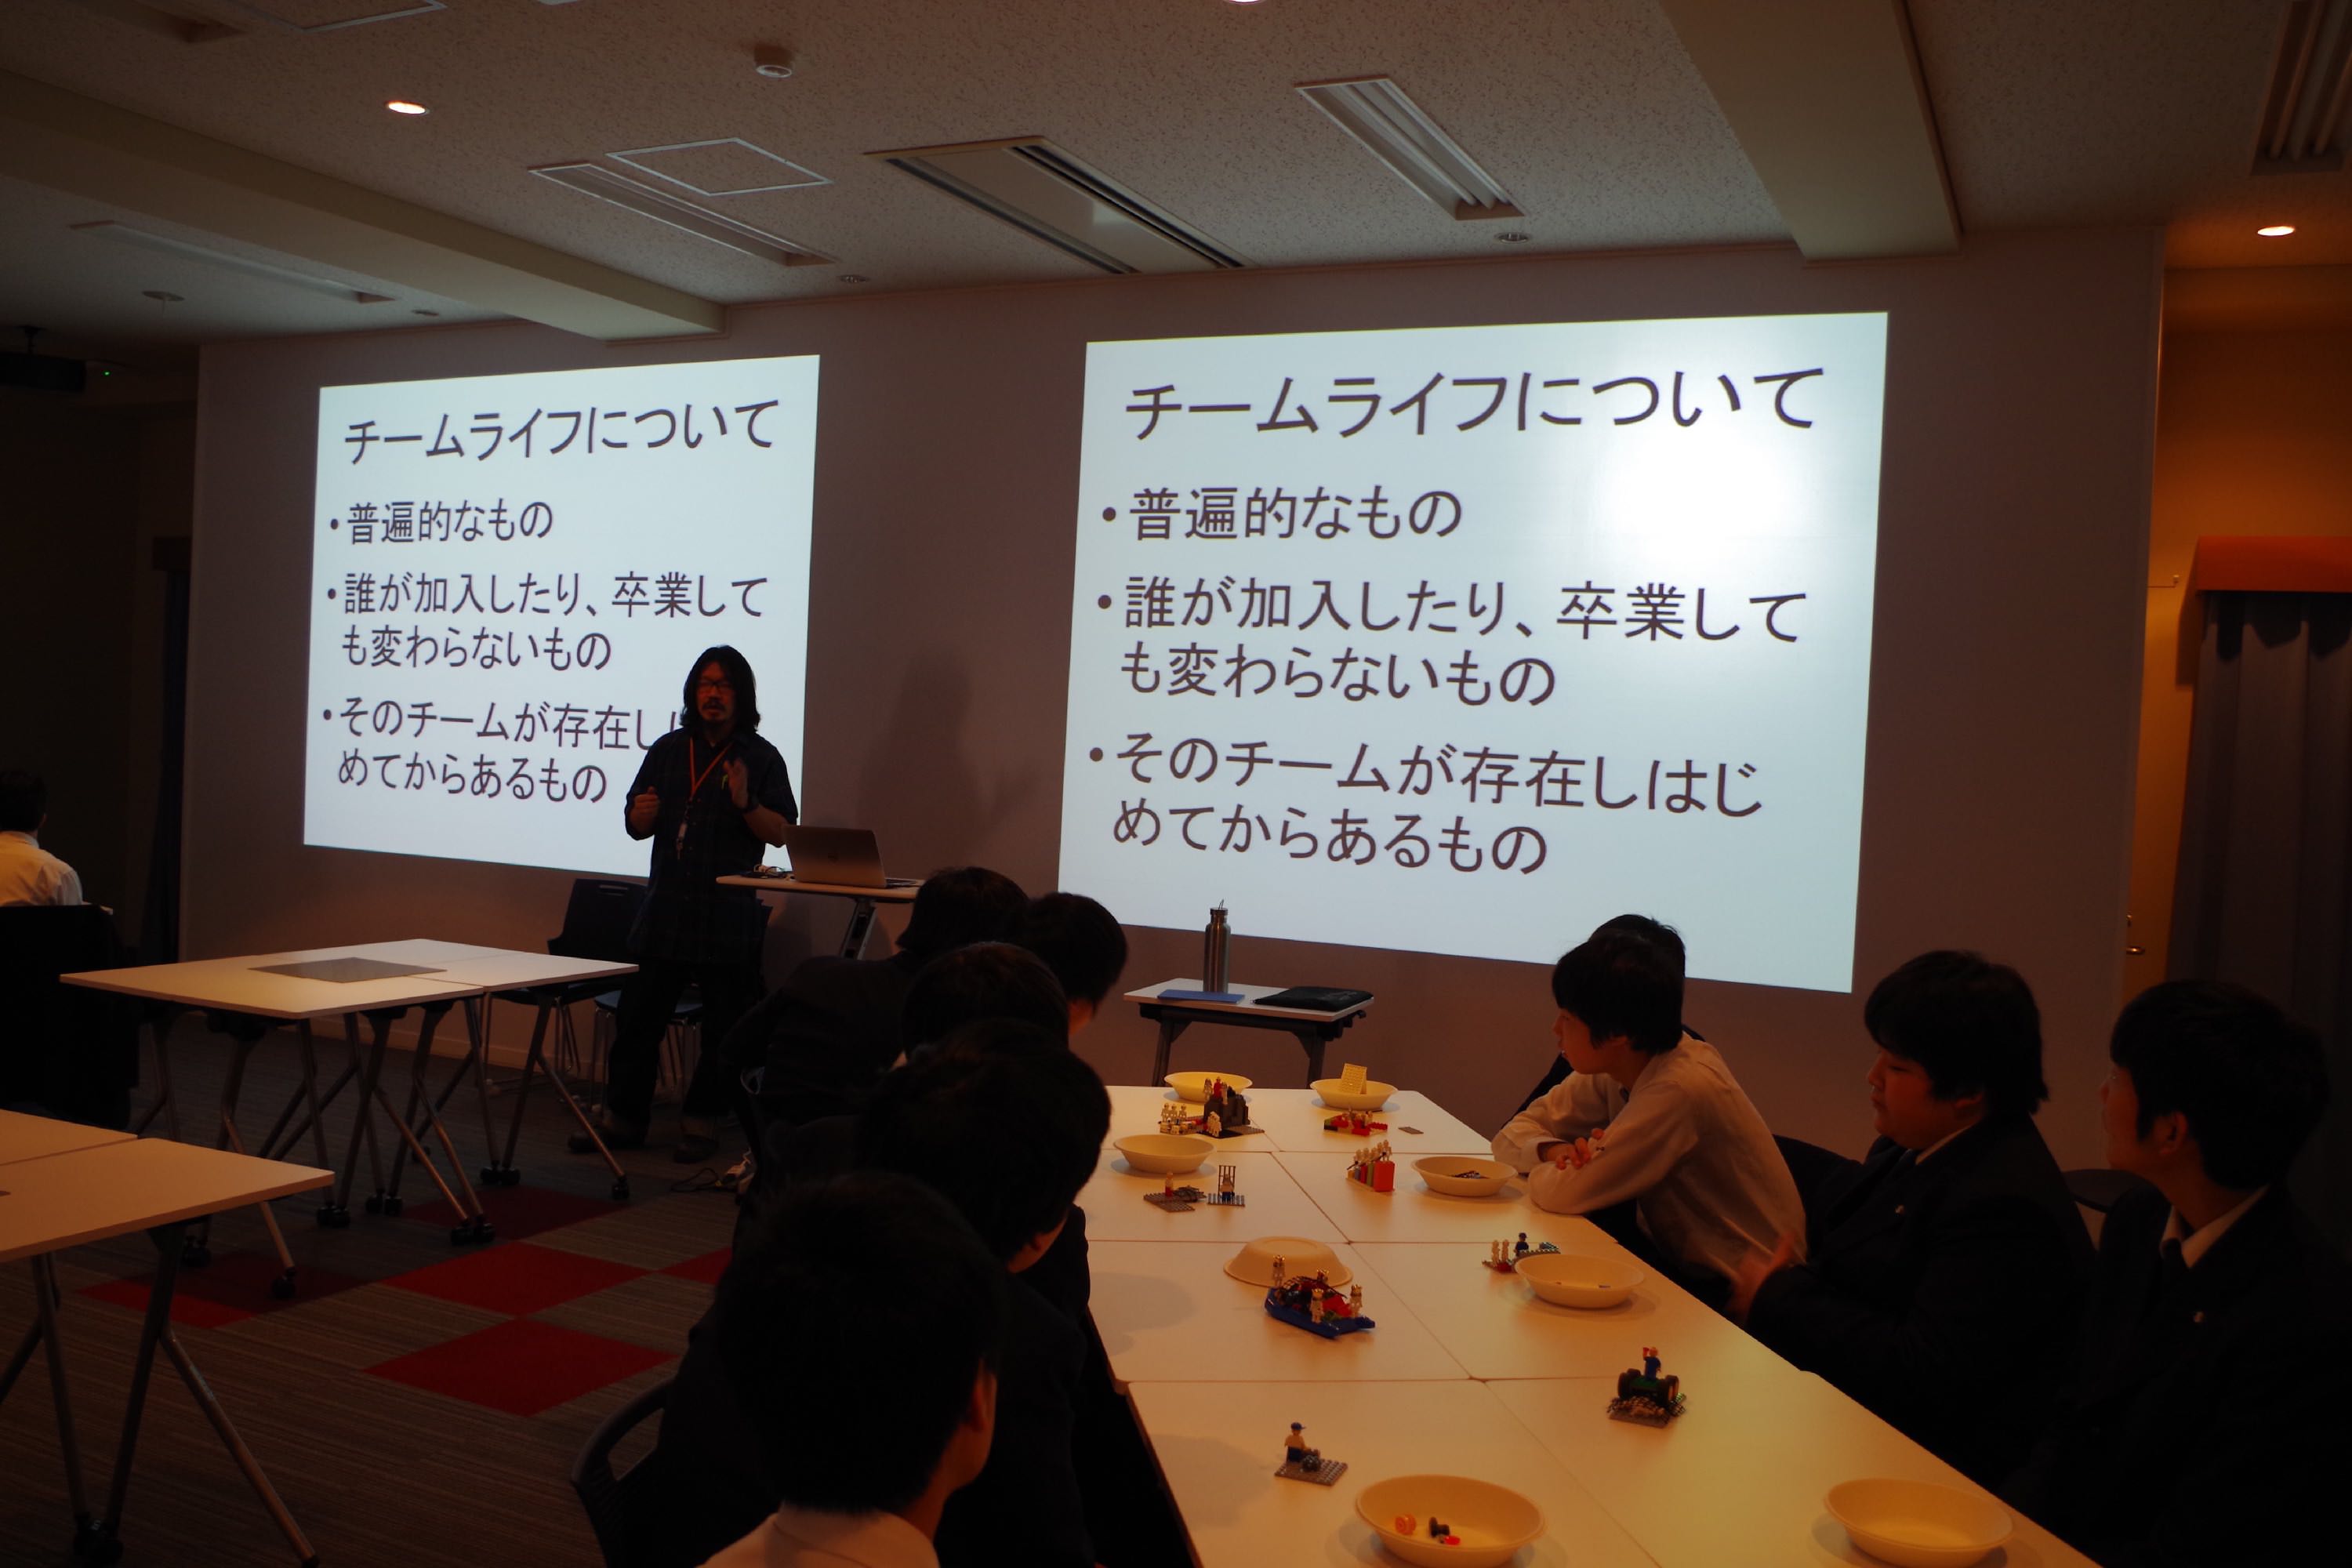 チームライフについて
•普遍的なもの
•誰が加入したり、卒業して
も変わらないもの
•そのチームが存在し
めてからあるもの
チームライフについて
•普遍的なもの
•誰が加入したり、卒業して
も変わらないもの
•そのチームが存在しはじ
めてからあるもの